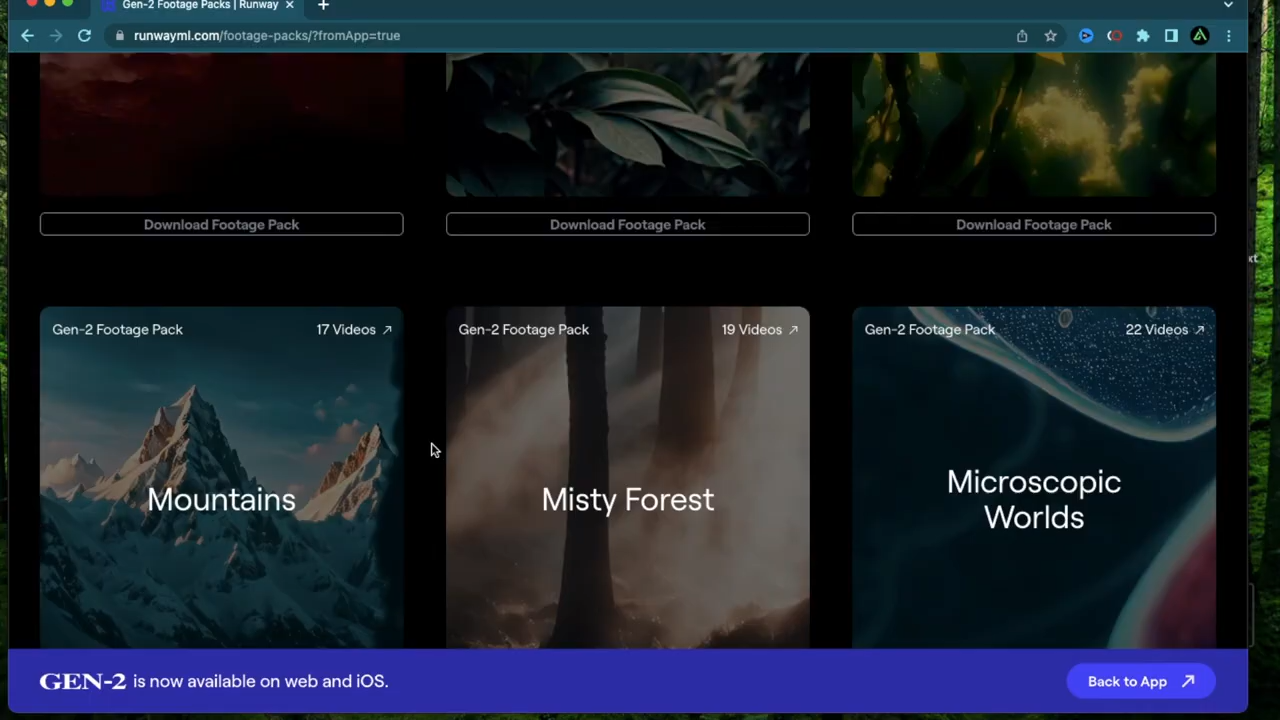 Gen-2 Footage Packs | Runway
runwayml.com/footage-packs/?fromApp=true
Download Footage Pack
Download Footage Pack
Download Footage Pack
Gen-2 Footage Pack
17 Videos ↗
Gen-2 Footage Pack
19 Videos ↗
Gen-2 Footage Pack
22 Videos ↗
Mountains
Misty Forest
Microscopic
Worlds
GEN-2 is now available on web and iOS.
Back to App ↗